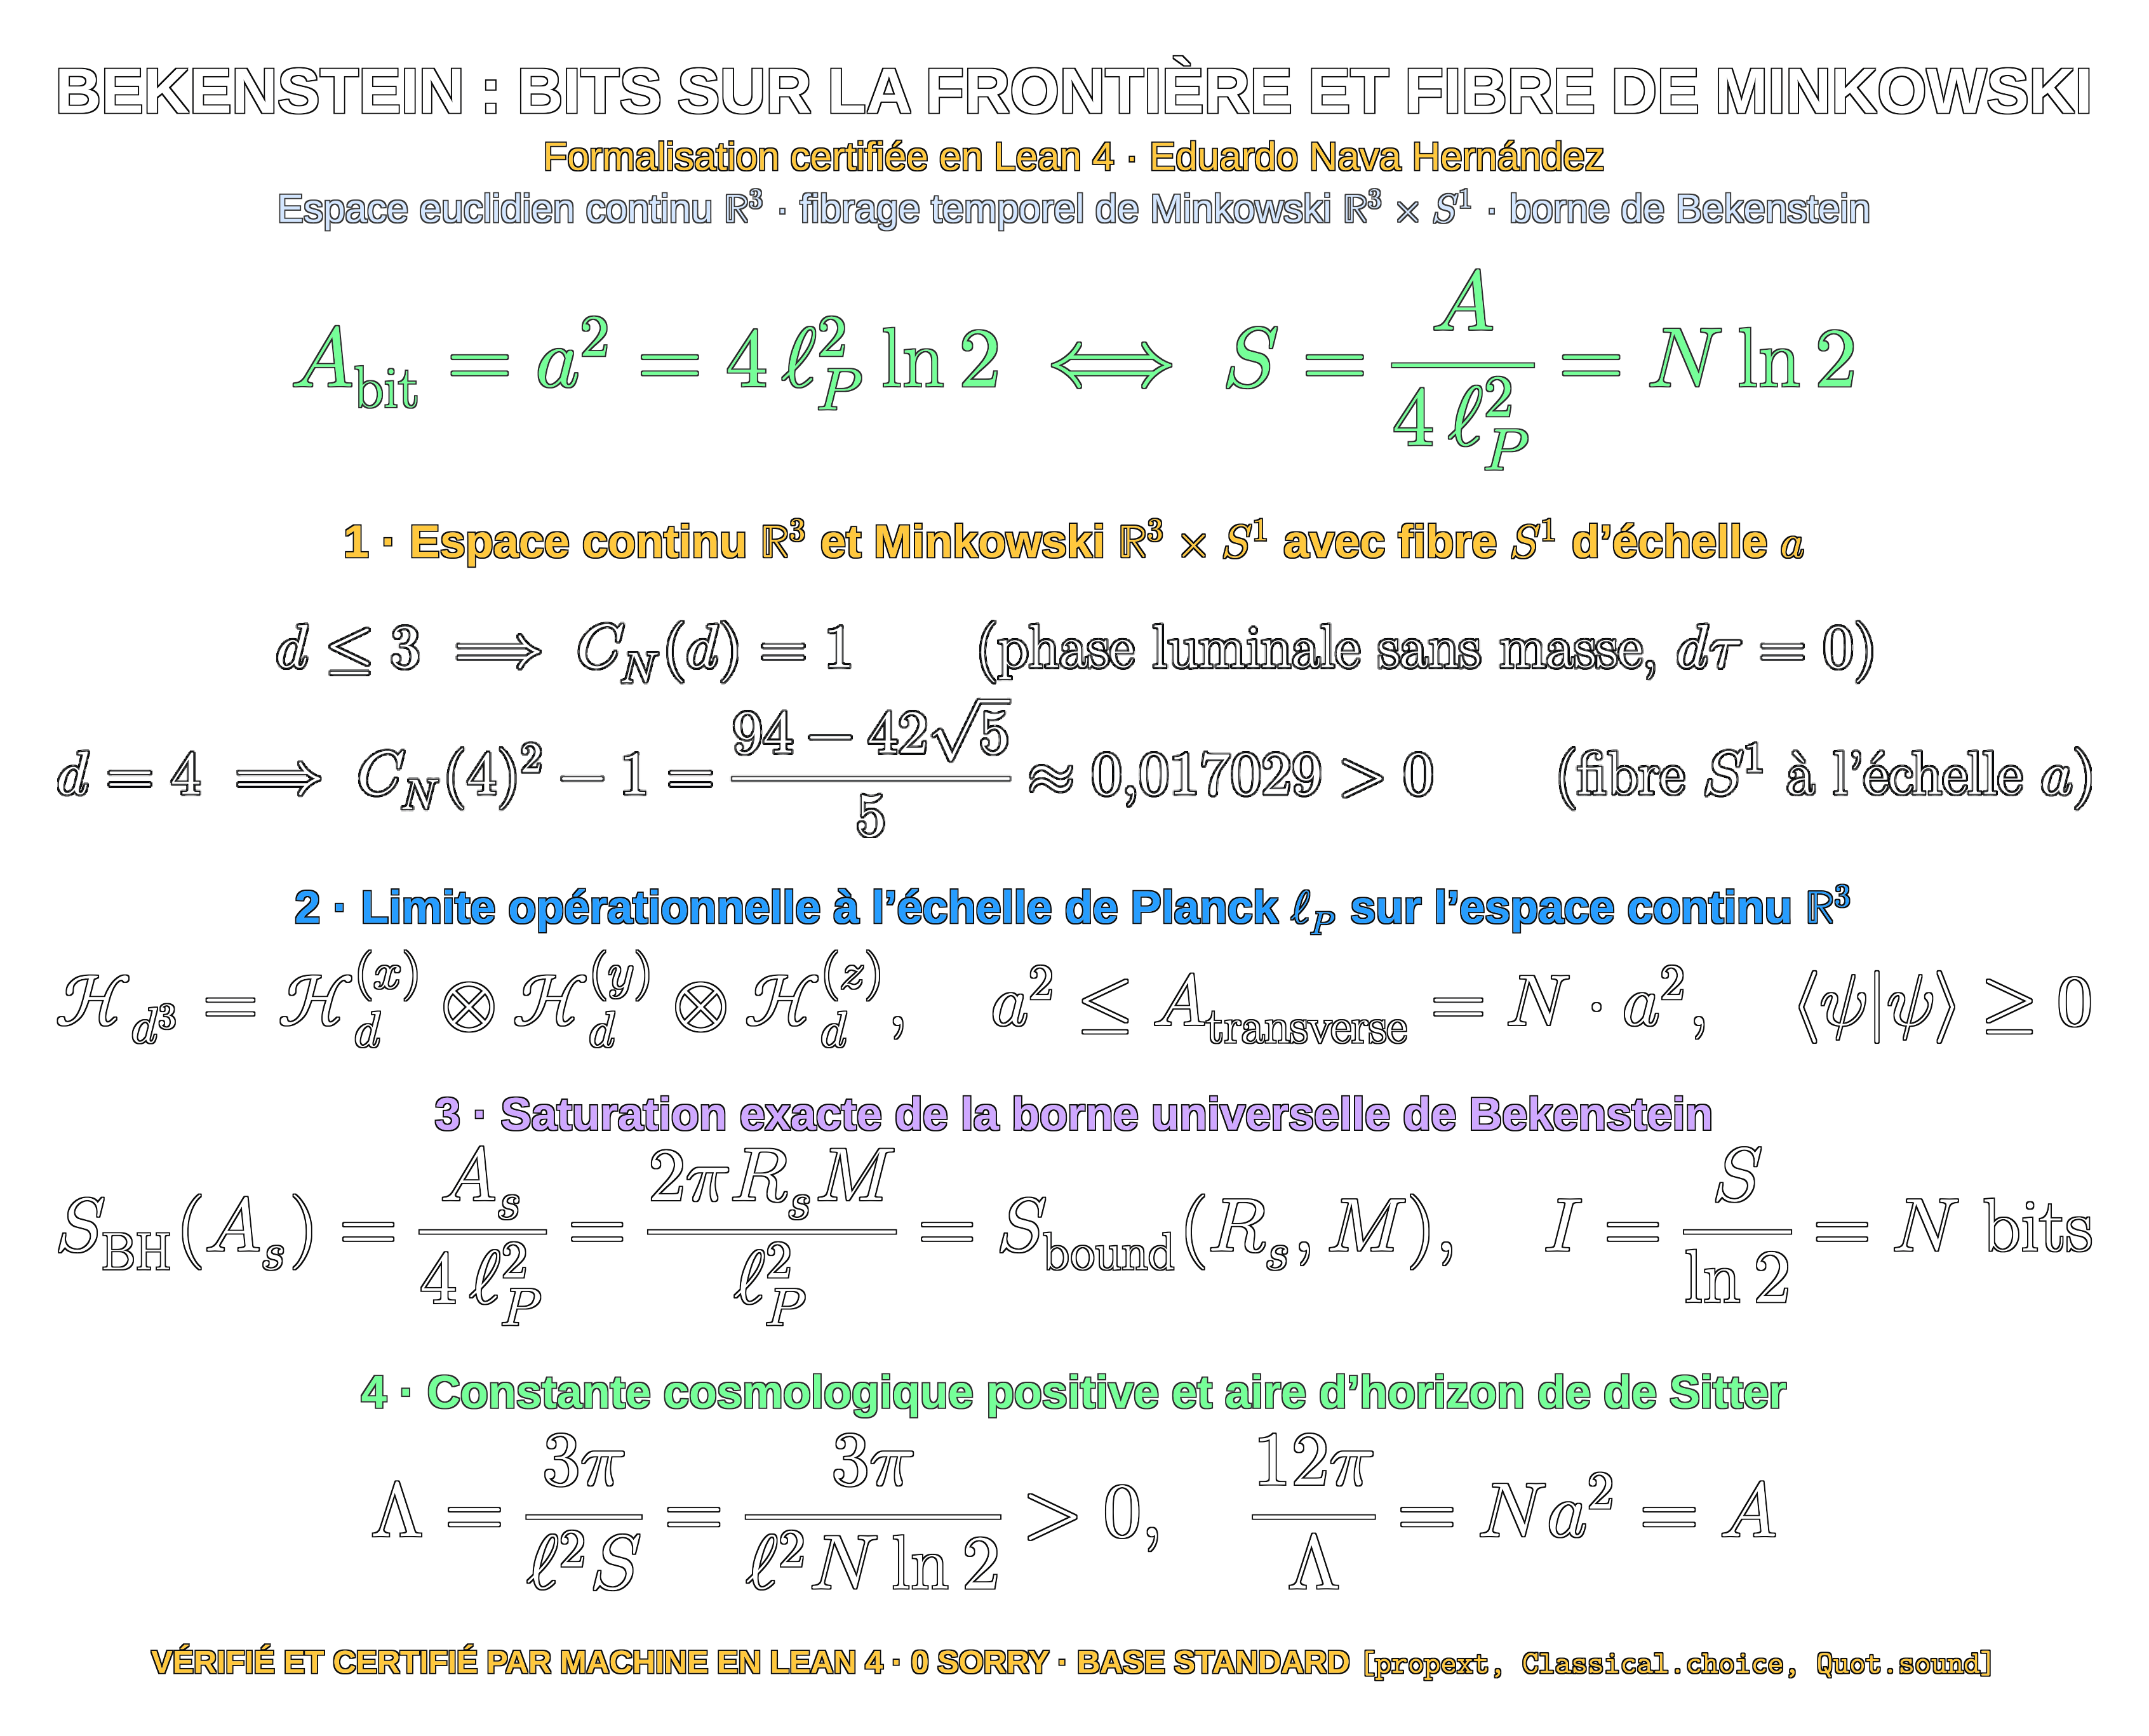 BEKENSTEIN : BITS SUR LA FRONTIÈRE ET FIBRE DE MINKOWSKI
Formalisation certifiée en Lean 4 · Eduardo Nava Hernández
Espace euclidien continu ℝ³ · fibrage temporel de Minkowski ℝ³ × S¹ · borne de Bekenstein
A_bit = a² = 4 ℓ_P² ln 2 ⟺ S = A / (4 ℓ_P²) = N ln 2
1 · Espace continu ℝ³ et Minkowski ℝ³ × S¹ avec fibre S¹ d’échelle a
d ≤ 3 ⟹ C_N(d) = 1 (phase luminale sans masse, dτ = 0)
d = 4 ⟹ C_N(4)² − 1 = (94 − 42√5) / 5 ≈ 0,017029 > 0 (fibre S¹ à l’échelle a)
2 · Limite opérationnelle à l’échelle de Planck ℓ_P sur l’espace continu ℝ³
ℋ_{d³} = ℋ_d^{(x)} ⊗ ℋ_d^{(y)} ⊗ ℋ_d^{(z)}, a² ≤ A_transverse = N · a², ⟨ψ|ψ⟩ ≥ 0
3 · Saturation exacte de la borne universelle de Bekenstein
S_BH(A_s) = A_s / (4 ℓ_P²) = 2πR_sM / ℓ_P² = S_bound(R_s, M), I = S / ln 2 = N bits
4 · Constante cosmologique positive et aire d’horizon de de Sitter
Λ = 3π / (ℓ²S) = 3π / (ℓ²N ln 2) > 0, 12π / Λ = Na² = A
VÉRIFIÉ ET CERTIFIÉ PAR MACHINE EN LEAN 4 · 0 SORRY · BASE STANDARD [propext, Classical.choice, Quot.sound]